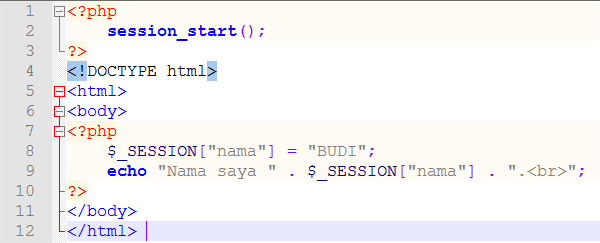 1 <?php
2 session_start();
3 ?>
4 <!DOCTYPE html>
5 <html>
6 <body>
7 <?php
8 $_SESSION["nama"] = "BUDI";
9 echo "Nama saya " . $_SESSION["nama"] . ".<br>";
10 ?>
11 </body>
12 </html>